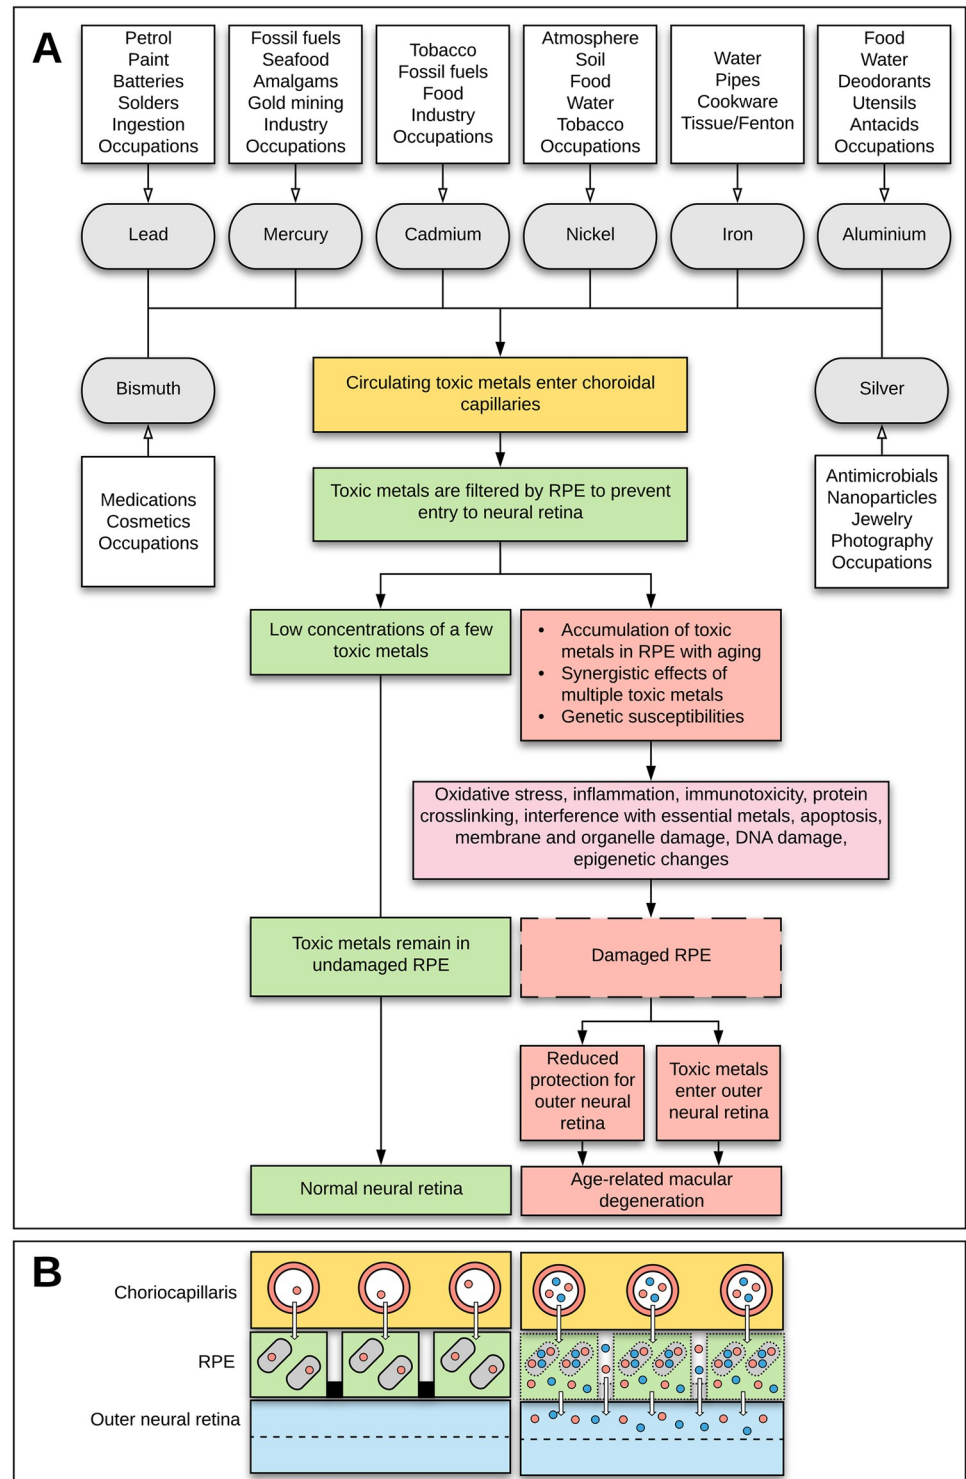 A
Petrol
Paint
Batteries
Solders
Ingestion
Occupations
Fossil fuels
Seafood
Amalgams
Gold mining
Industry
Occupations
Tobacco
Fossil fuels
Food
Industry
Occupations
Atmosphere
Soil
Food
Water
Tobacco
Occupations
Water
Pipes
Cookware
Tissue/Fenton
Food
Water
Deodorants
Utensils
Antacids
Occupations
Lead
Mercury
Cadmium
Nickel
Iron
Aluminium
Bismuth
Circulating toxic metals enter choroidal
capillaries
Silver
Medications
Cosmetics
Occupations
Toxic metals are filtered by RPE to prevent
entry to neural retina
Antimicrobials
Nanoparticles
Jewelry
Photography
Occupations
Low concentrations of a few
toxic metals
• Accumulation of toxic
metals in RPE with aging
• Synergistic effects of
multiple toxic metals
• Genetic susceptibilities
Oxidative stress, inflammation, immunotoxicity, protein
crosslinking, interference with essential metals, apoptosis,
membrane and organelle damage, DNA damage,
epigenetic changes
Toxic metals remain in
undamaged RPE
Damaged RPE
Reduced
protection for
outer neural
retina
Toxic metals
enter outer
neural retina
Normal neural retina
Age-related macular
degeneration
B
Choriocapillaris
RPE
Outer neural retina